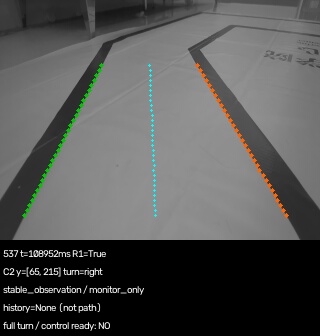 537 t=108952ms R1=True
C2 y=[65, 215] turn=right
stable_observation / monitor_only
history=None (not path)
full turn / control ready: NO